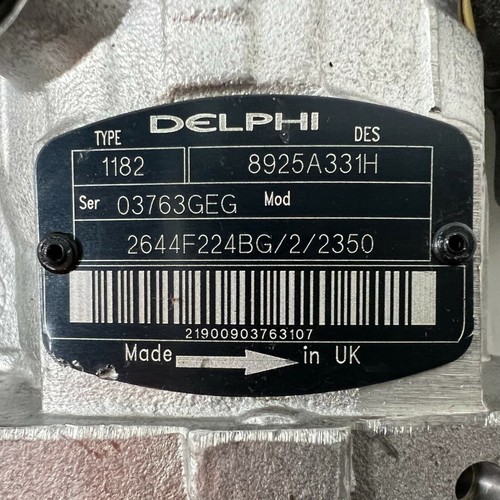 DELPHI
TYPE DES
1182 8925A331H
Ser 03763GEG Mod
2644F224BG/2/2350
21900903763107
Made in UK